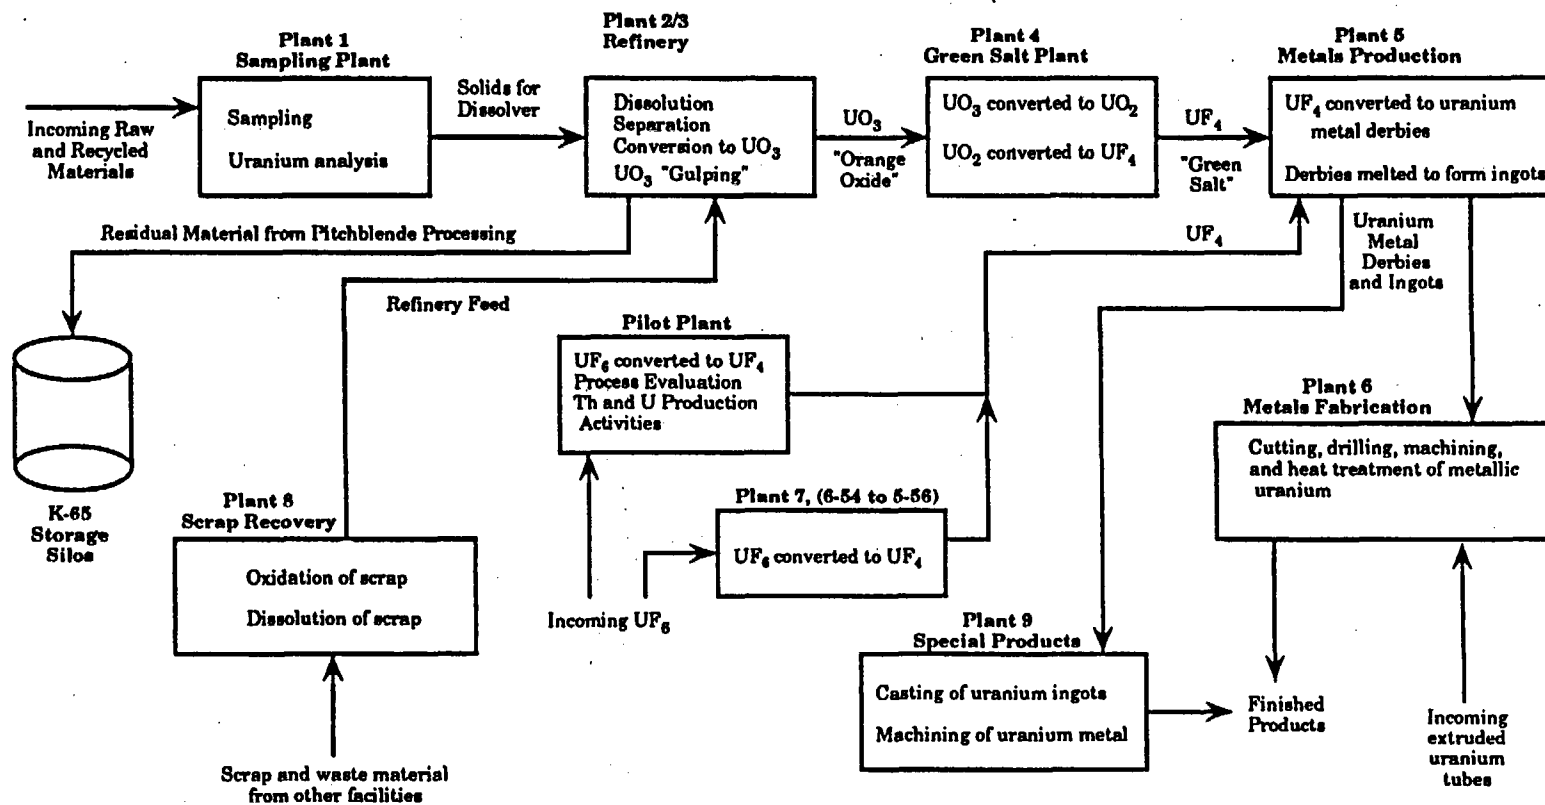 Plant 1
Sampling Plant
Incoming Raw
and Recycled
Materials
Sampling
Uranium analysis
Solids for
Dissolver
Plant 2/3
Refinery
Dissolution
Separation
Conversion to UO₃
UO₃ "Gulping"
UO₃
"Orange
Oxide"
Plant 4
Green Salt Plant
UO₃ converted to UO₂
UO₂ converted to UF₄
UF₄
"Green
Salt"
Plant 5
Metals Production
UF₄ converted to uranium
metal derbies
Derbies melted to form ingots
Residual Material from Pitchblende Processing
Refinery Feed
UF₄
Uranium
Metal
Derbies
and Ingots
K-65
Storage
Silos
Pilot Plant
UF₆ converted to UF₄
Process Evaluation
Th and U Production
Activities
Plant 6
Metals Fabrication
Cutting, drilling, machining,
and heat treatment of metallic
uranium
Plant 8
Scrap Recovery
Oxidation of scrap
Dissolution of scrap
Plant 7, (6-54 to 5-56)
UF₆ converted to UF₄
Incoming UF₆
Plant 9
Special Products
Casting of uranium ingots
Machining of uranium metal
Finished
Products
Incoming
extruded
uranium
tubes
Scrap and waste material
from other facilities